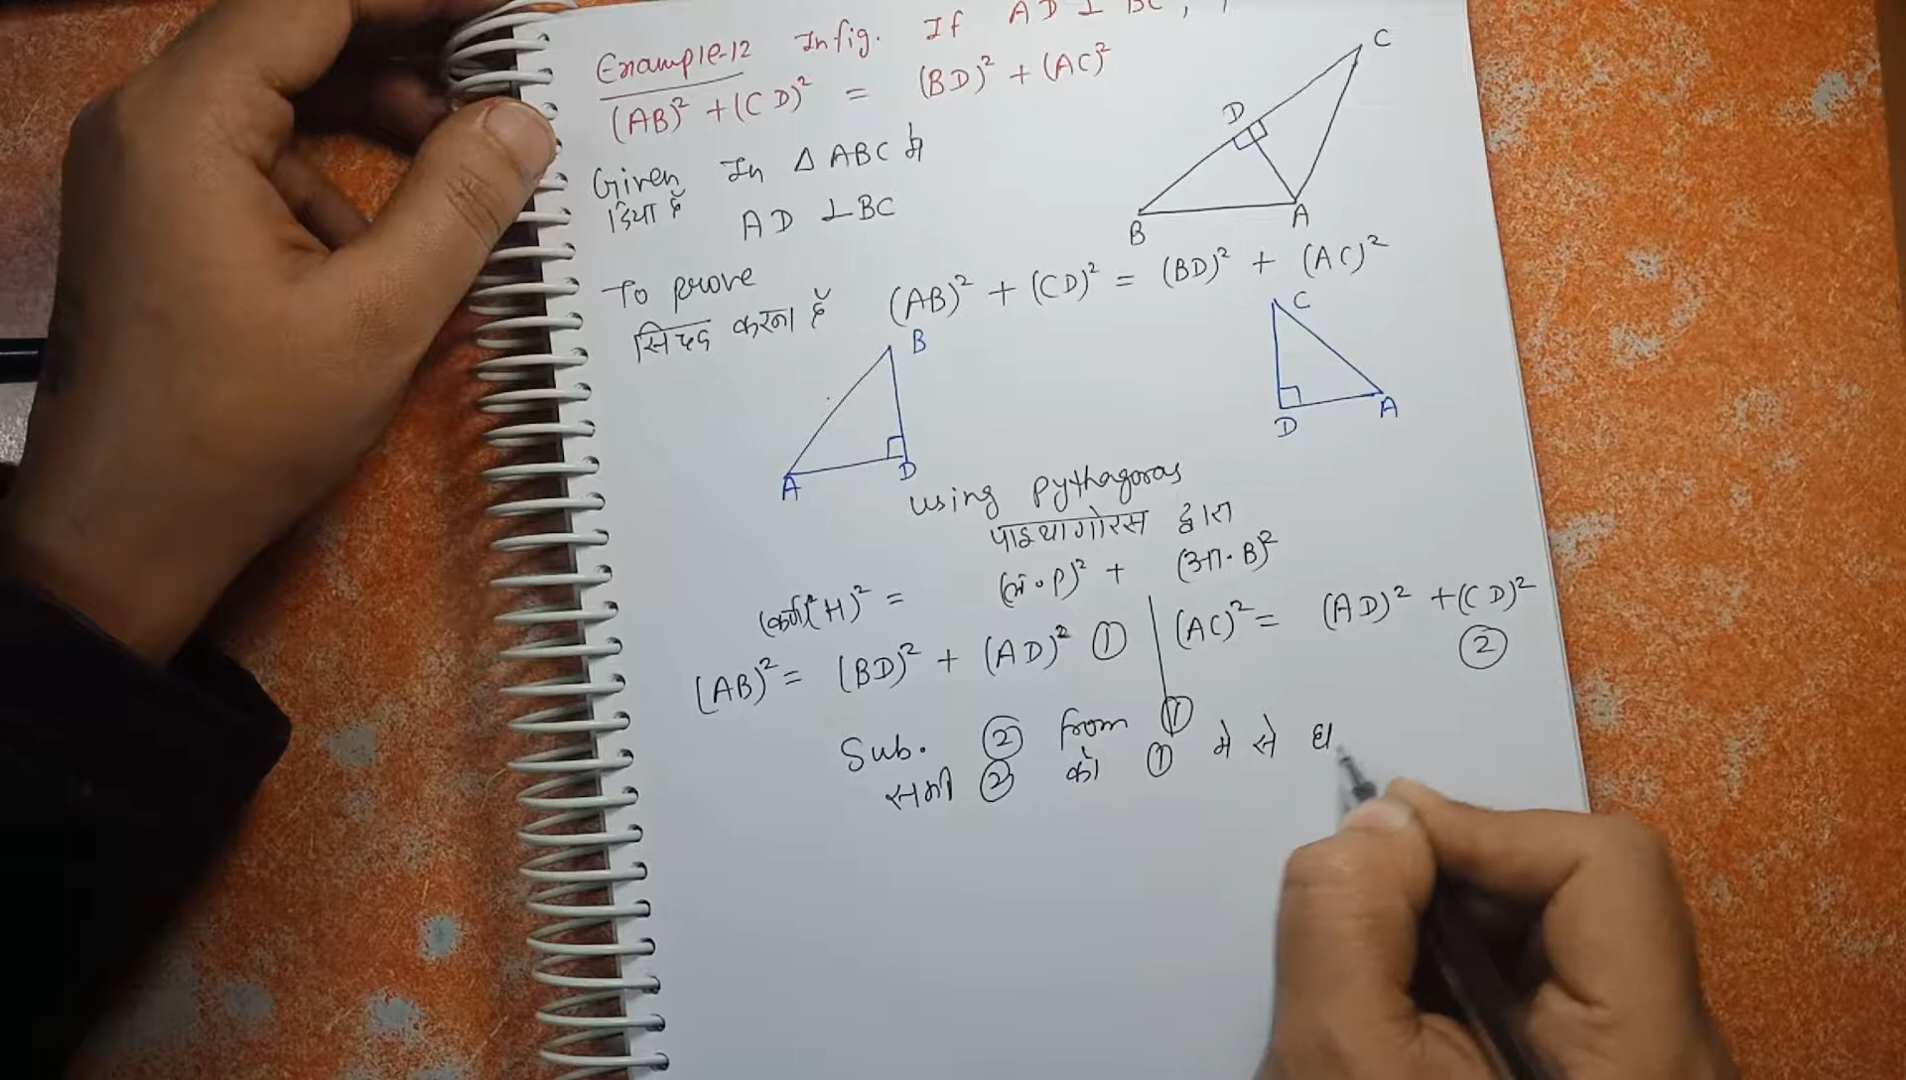 Example-12 In fig. If AD ⊥ BC,
(AB)² + (CD)² = (BD)² + (AC)²
Given In △ ABC में
दिया है
AD ⊥ BC
C
D
B
A
To prove
सिद्ध करना है (AB)² + (CD)² = (BD)² + (AC)²
B
A
D
C
D
A
using pythagoras
पाइथागोरस द्वारा
(कर्ण H)² = (लं॰ P)² + (आ॰ B)²
(AB)² = (BD)² + (AD)² ① (AC)² = (AD)² + (CD)²
②
Sub. ② from ①
समी ② को ① मे से घ